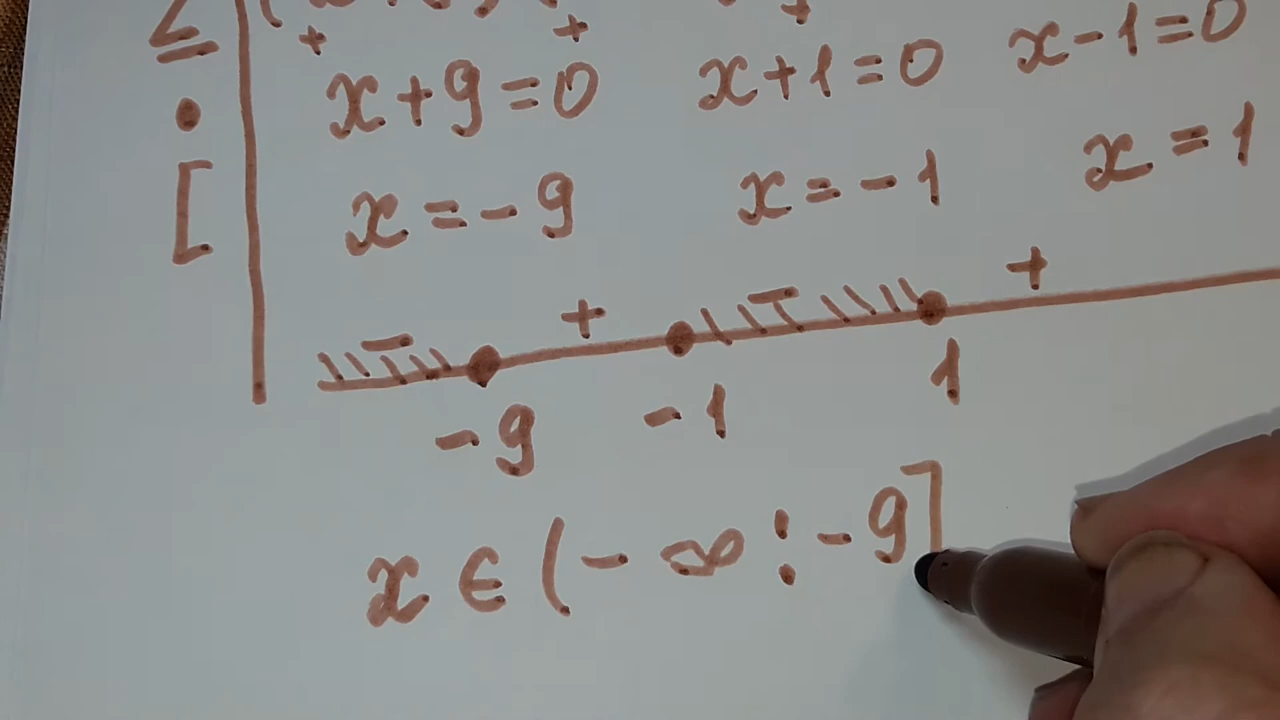 ≤
+ + +
• x+9=0 x+1=0 x-1=0
[ x=-9 x=-1 x=1
- + - +
-9 -1 1
x ∈ (-∞;-9]